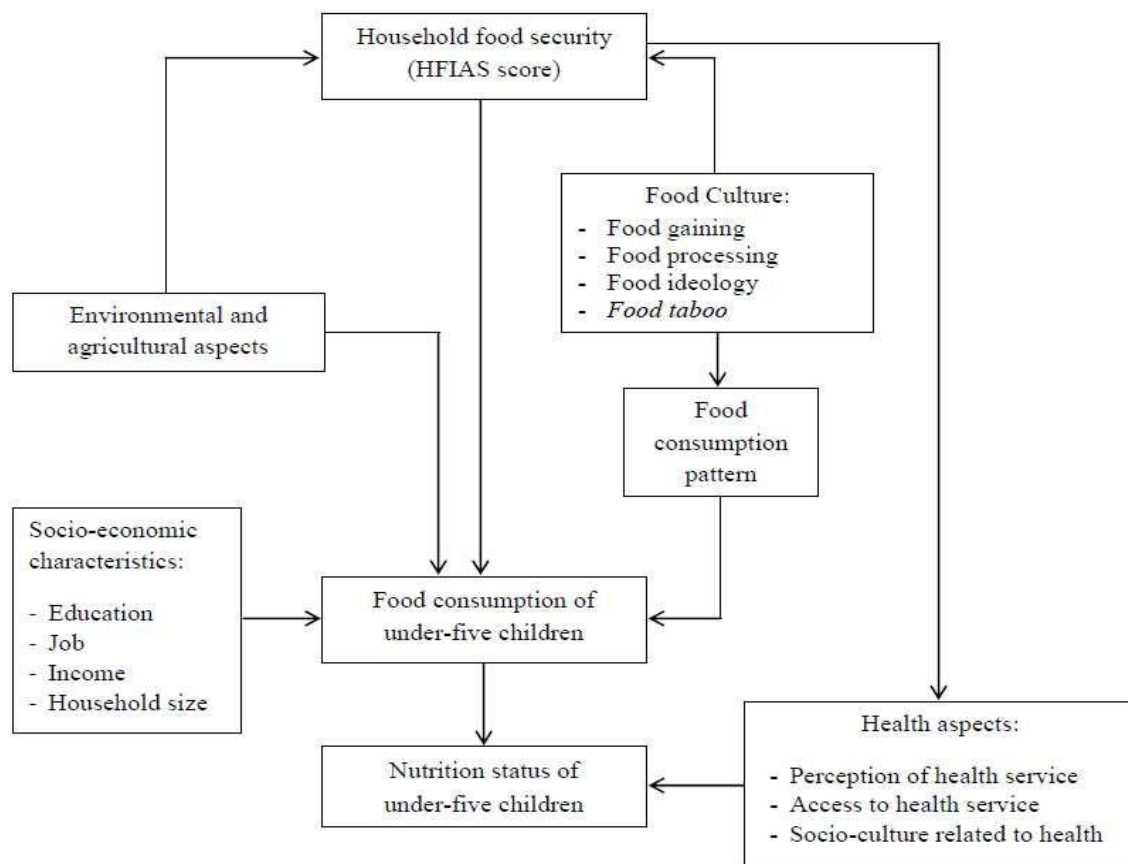 Household food security
(HFIAS score)
Food Culture:
- Food gaining
- Food processing
- Food ideology
- Food taboo
Environmental and
agricultural aspects
Food
consumption
pattern
Socio-economic
characteristics:
- Education
- Job
- Income
- Household size
Food consumption of
under-five children
Nutrition status of
under-five children
Health aspects:
- Perception of health service
- Access to health service
- Socio-culture related to health